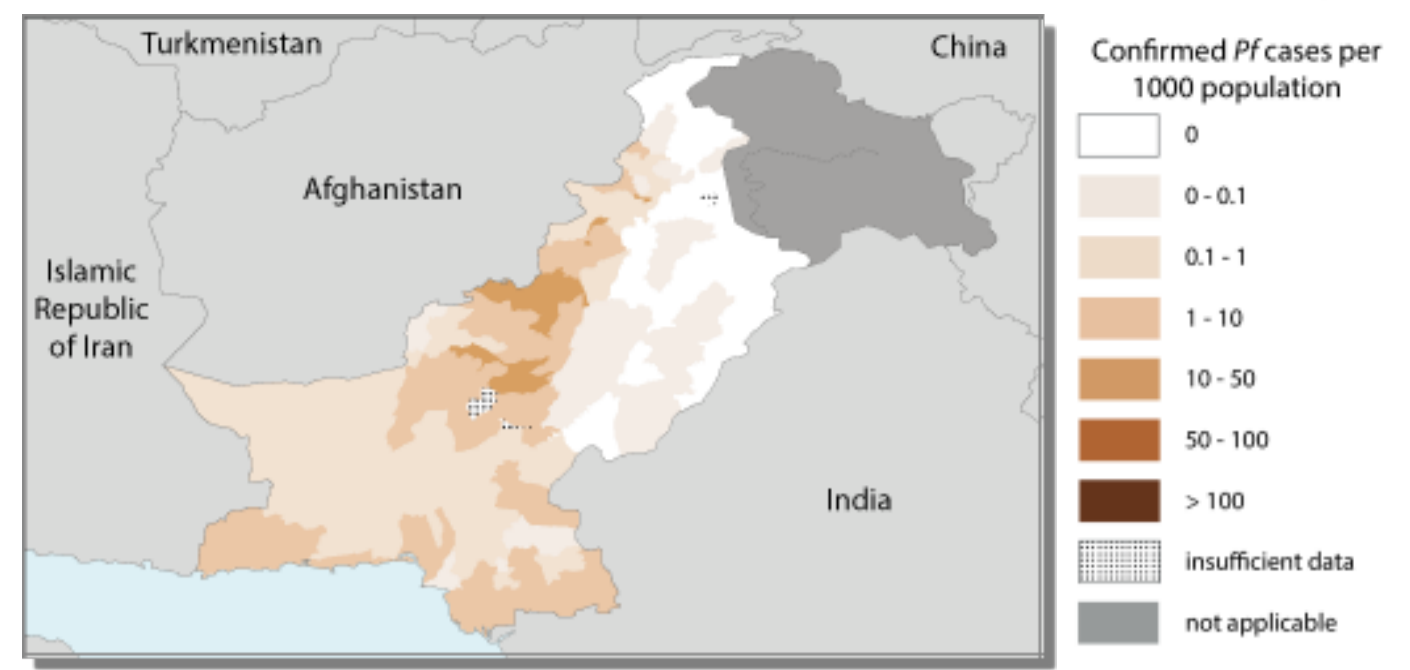 Turkmenistan
China
Afghanistan
Islamic
Republic
of Iran
India
Confirmed Pf cases per
1000 population
0
0 - 0.1
0.1 - 1
1 - 10
10 - 50
50 - 100
> 100
insufficient data
not applicable